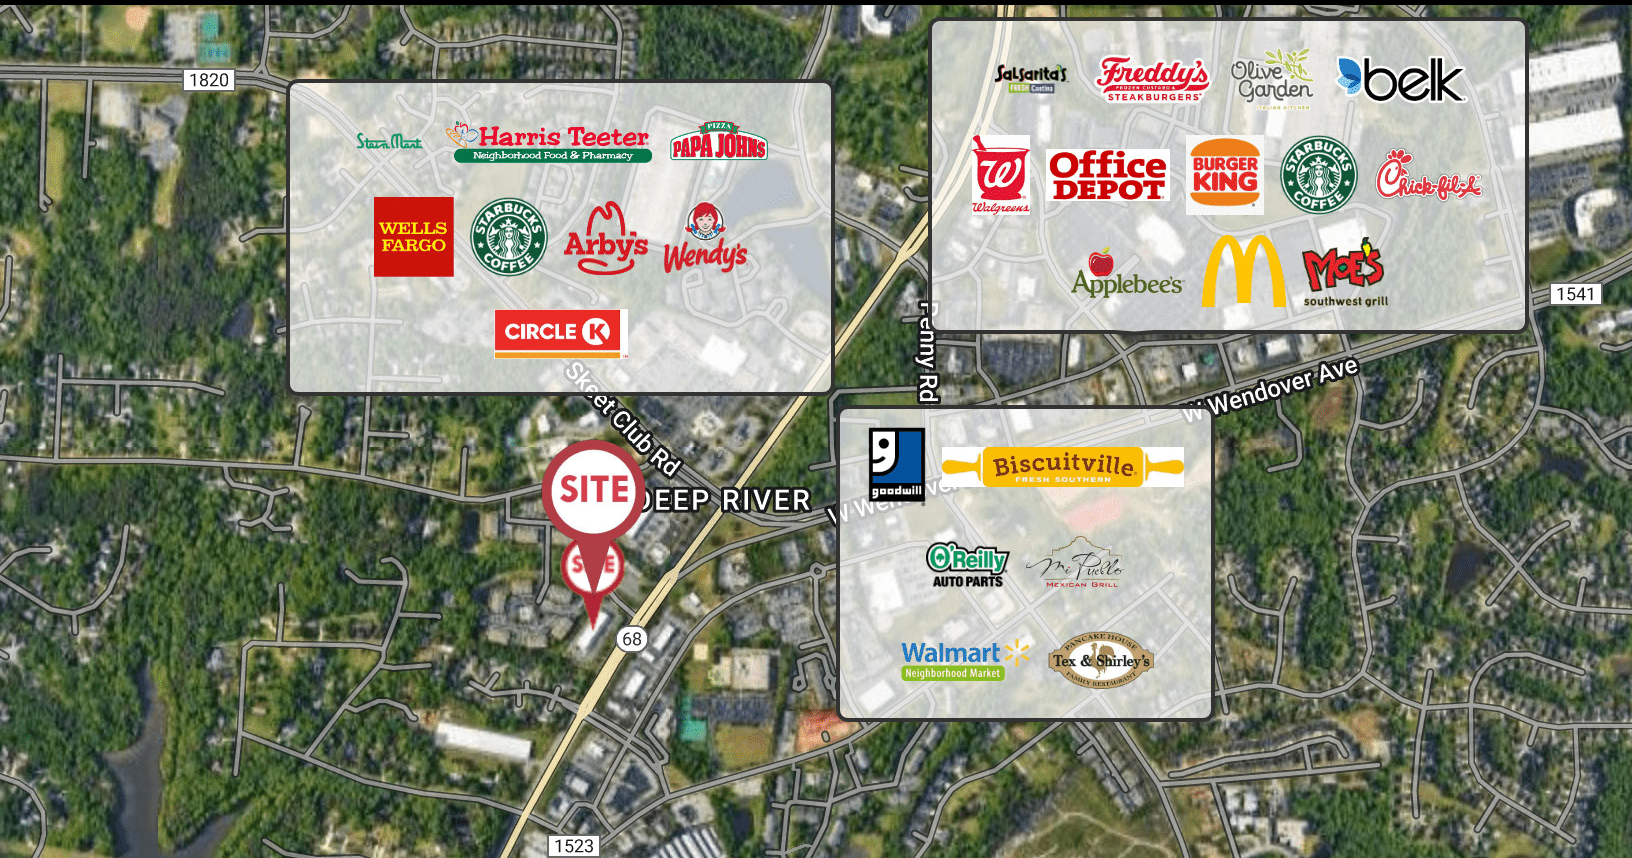 1820
Stein Mart
Harris Teeter
Neighborhood Food & Pharmacy
PIZZA
PAPA JOHNS
WELLS
FARGO
STARBUCKS
COFFEE
Arby's
Wendy's
CIRCLE K
Salsarita's
FRESH Cantina
Freddy's
FROZEN CUSTARD &
STEAKBURGERS
Olive
Garden
ITALIAN KITCHEN
belk
W
Walgreens
Office
DEPOT
BURGER
KING
STARBUCKS
COFFEE
Chick-fil-A
Applebee's
M
MOE'S
southwest grill
1541
Penny Rd
W Wendover Ave
Skeet Club Rd
SITE
DEEP RIVER
SITE
68
goodwill
Biscuitville
FRESH SOUTHERN
O'Reilly
AUTO PARTS
Mi Pueblo
MEXICAN GRILL
Walmart
Neighborhood Market
PANCAKE HOUSE
Tex & Shirley's
FAMILY RESTAURANT
1523